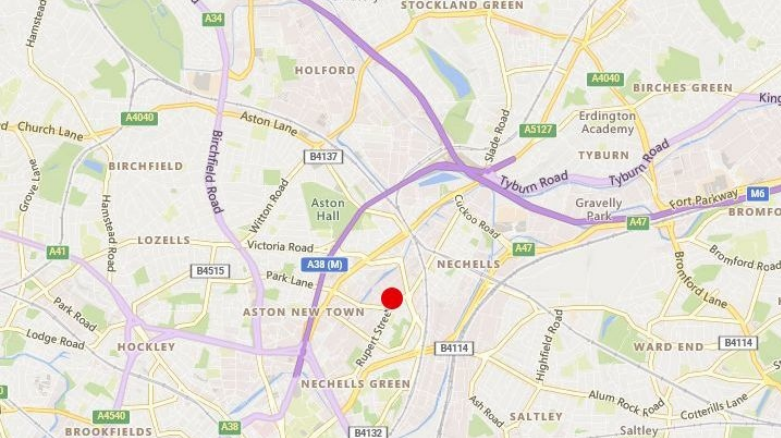 STOCKLAND GREEN
A34
Hamstead
HOLFORD
A4040
BIRCHES GREEN
King
A4040
Aston Lane
Church Lane
A5127
Erdington
Academy
B4137
Slade Road
Birchfield Road
TYBURN
Tyburn Road
BIRCHFIELD
Tyburn Road
Witton Road
Grove Lane
Hamstead Road
Aston
Hall
Fort Parkway
M6
Gravelly
Park
Cuckoo Road
BROMFO
A47
LOZELLS
Victoria Road
A47
A41
A38 (M)
NECHELLS
B4515
Park Lane
Bromford Road
Bromford Lane
Park Road
ASTON NEW TOWN
Rupert Street
Lodge Road
HOCKLEY
B4114
Highfield Road
WARD END
B4114
NECHELLS GREEN
Ash Road
Alum Rock Road
Cotterills Lane
A4540
SALTLEY
A38
BROOKFIELDS
B4132
Saltley